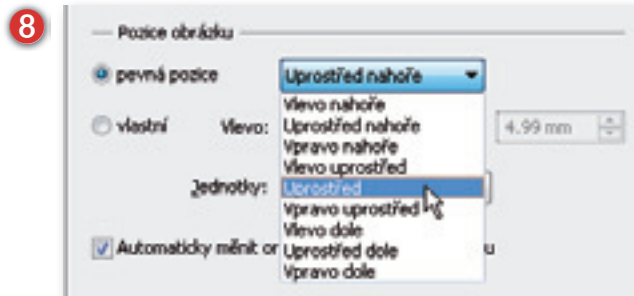 8
Pozice obrázku
pevná pozice Uprostřed nahoře
Vlevo nahoře
vlastní Vlevo: Uprostřed nahoře 4.99 mm
Vpravo nahoře
Vlevo uprostřed
Jednotky: Uprostřed
Vpravo uprostřed
Vlevo dole
Automaticky měnit or Uprostřed dole u
Vpravo dole